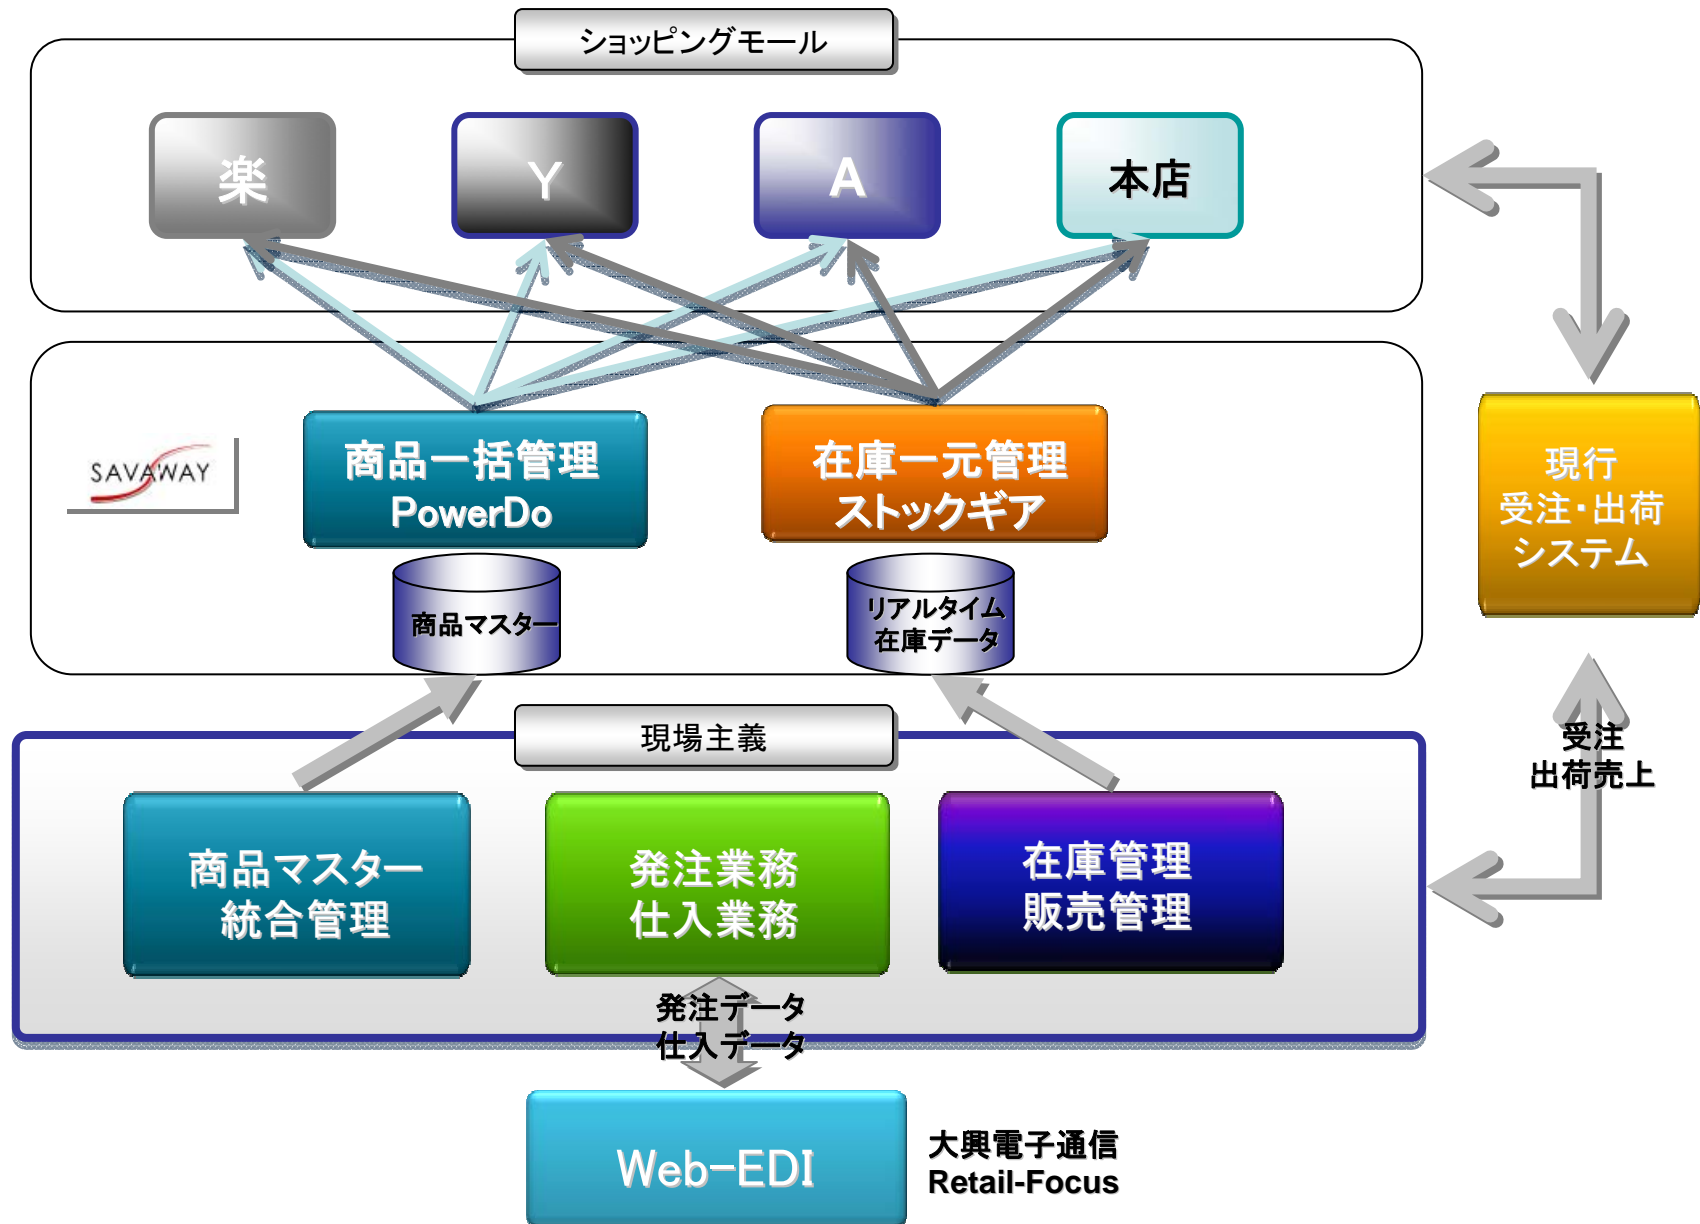 ショッピングモール
楽
Y
A
本店
SAVAWAY
商品一括管理
PowerDo
在庫一元管理
ストックギア
現行
受注・出荷
システム
商品マスター
リアルタイム
在庫データ
現場主義
受注
出荷売上
商品マスター
統合管理
発注業務
仕入業務
在庫管理
販売管理
発注データ
仕入データ
Web-EDI
大興電子通信
Retail-Focus